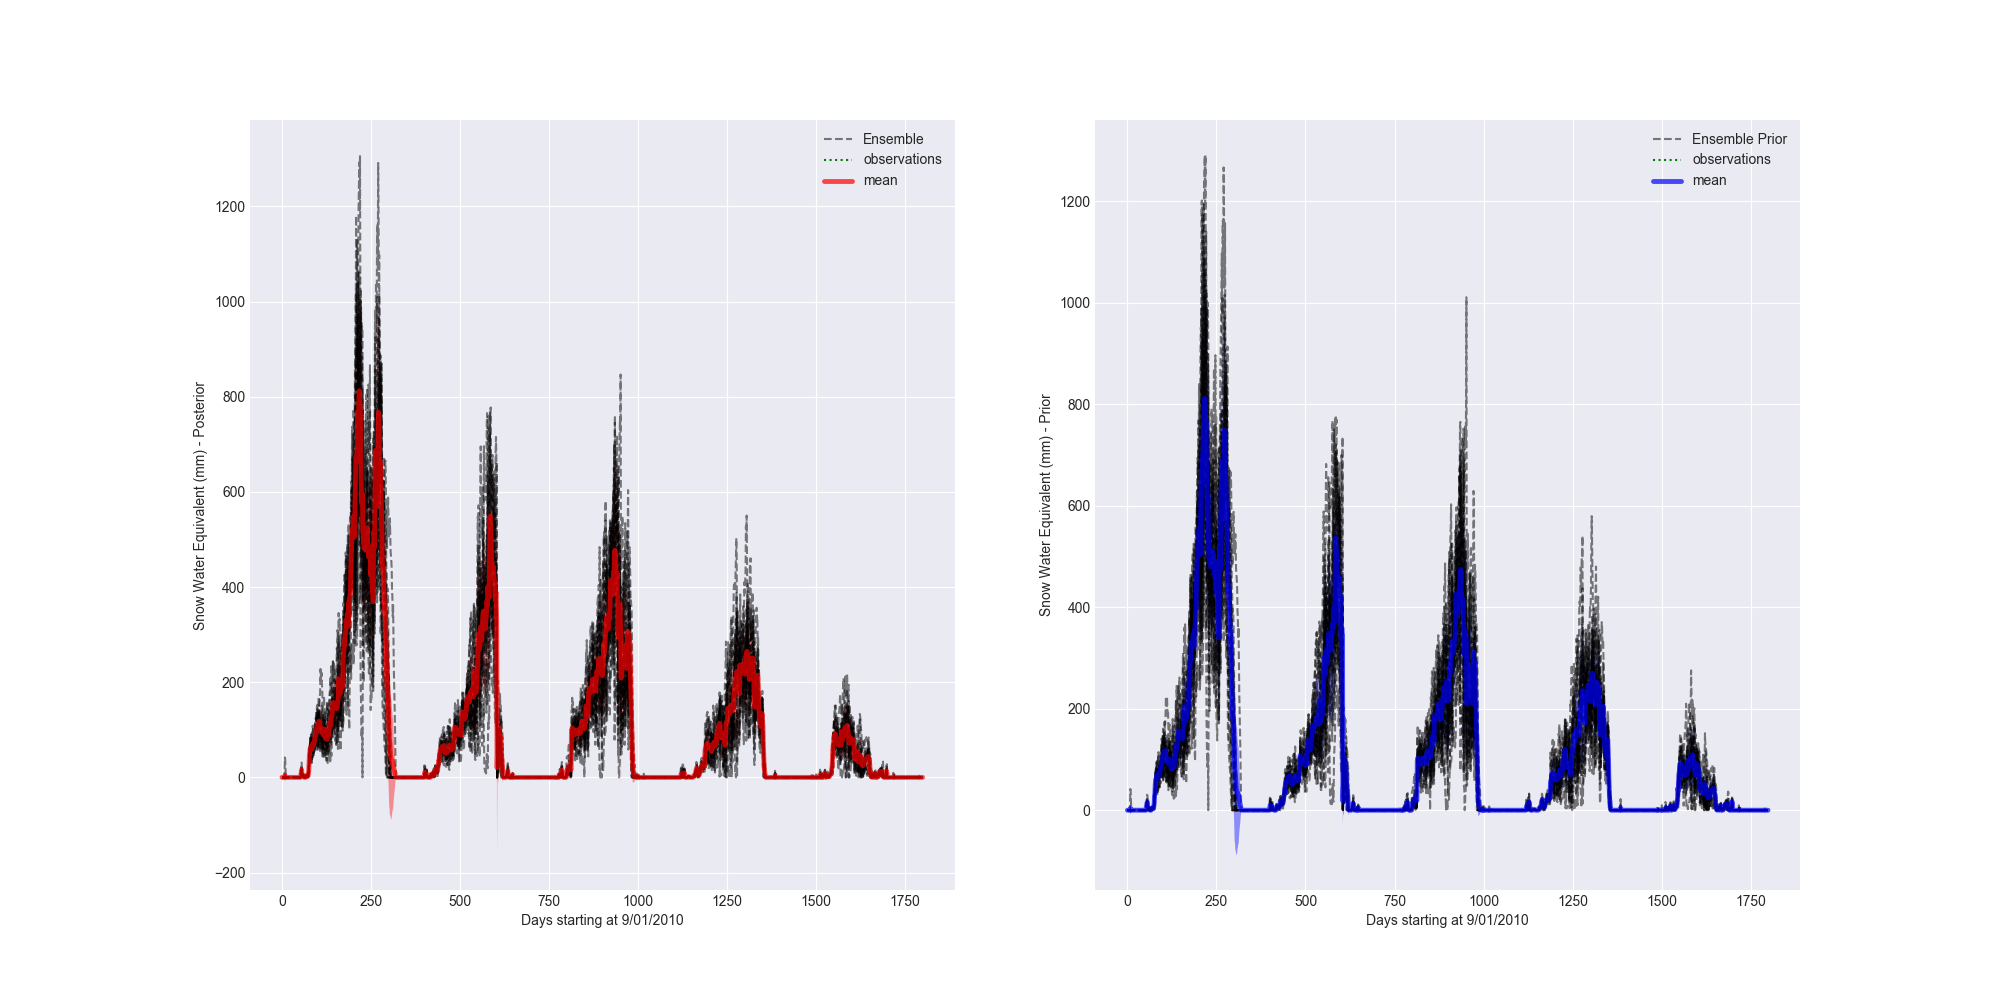 Ensemble
observations
mean
1200
1000
800
600
400
200
0
−200
Snow Water Equivalent (mm) - Posterior
0 250 500 750 1000 1250 1500 1750
Days starting at 9/01/2010
Ensemble Prior
observations
mean
1200
1000
800
600
400
200
0
Snow Water Equivalent (mm) - Prior
0 250 500 750 1000 1250 1500 1750
Days starting at 9/01/2010